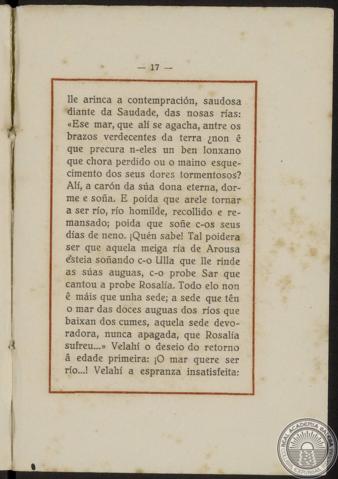 — 17 —
lle arinca a contempración, saudosa
diante da Saudade, das nosas rías:
«Ese mar, que alí se agacha, antre os
brazos verdecentes da terra ¿non ê
que precura n-eles un ben lonxano
que chora perdido ou o maino esque-
cimento dos seus dores tormentosos?
Alí, a carón da súa dona eterna, dor-
me e soña. E poida que arele tornar
a ser río, río homilde, recollido e re-
mansado; poida que soñe c-os seus
días de neno. ¡Quén sabe! Tal poidera
ser que aquela meiga ría de Arousa
ésteia soñando c-o Ulla que lle rinde
as súas auguas, c-o probe Sar que
cantou a probe Rosalía. Todo elo non
ê máis que unha sede; a sede que tên
o mar das doces auguas dos ríos que
baixan dos cumes, aquela sede devo-
radora, nunca apagada, que Rosalía
sufreu...» Velahí o deseio do retorno
â edade primeira: ¡O mar quere ser
río...! Velahí a espranza insatisfeita:
REAL ACADEMIA GALLEGA